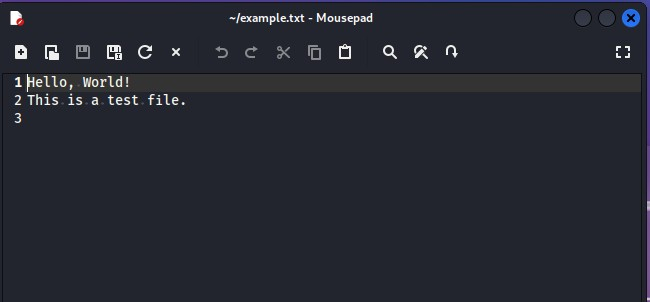 ~/example.txt - Mousepad
1 Hello, World!
2 This is a test file.
3